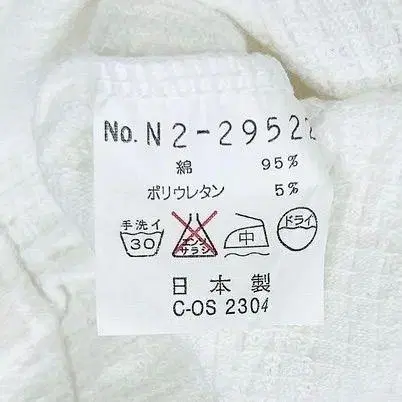 No. N 2-2952
綿 95%
ポリウレタン 5%
手洗イ 30 エンソサラシ 中 ドライ
日本製
C-OS 2304